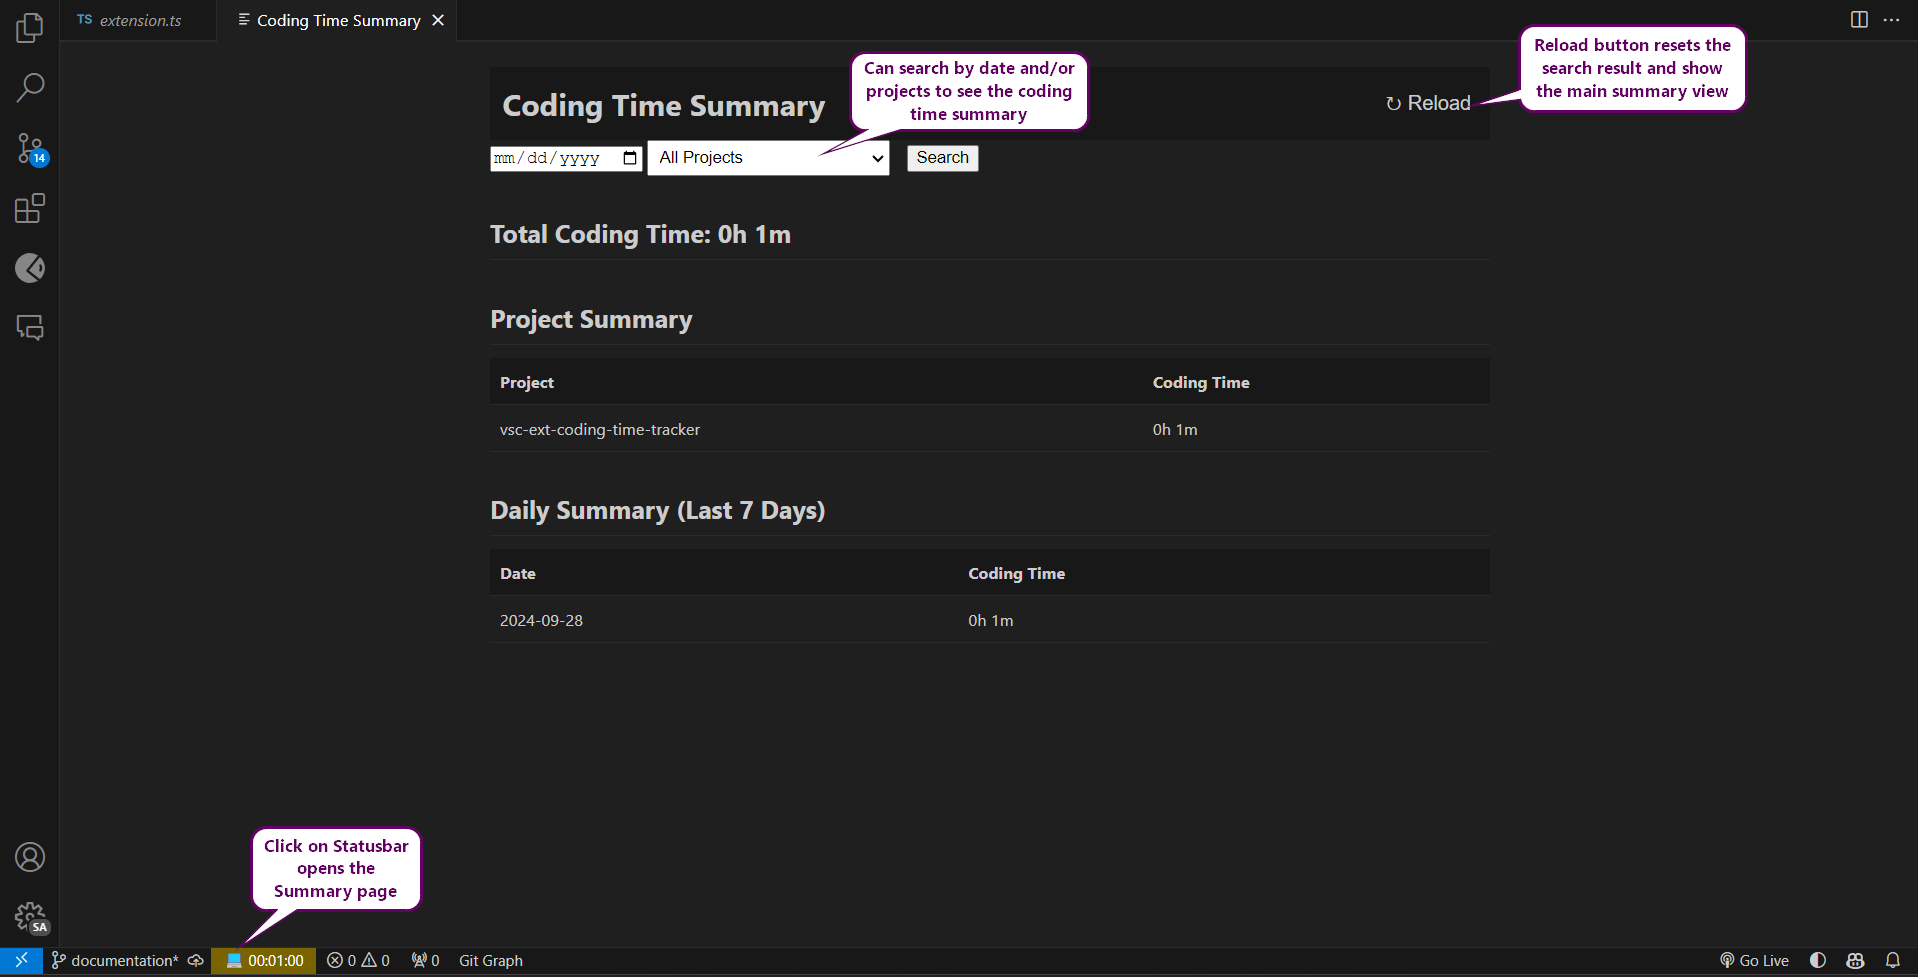 TS extension.ts
Coding Time Summary
Reload button resets the
search result and show
the main summary view
Can search by date and/or
projects to see the coding
time summary
Coding Time Summary
Reload
mm/dd/yyyy
All Projects
Search
14
Total Coding Time: 0h 1m
Project Summary
Project Coding Time
vsc-ext-coding-time-tracker 0h 1m
Daily Summary (Last 7 Days)
Date Coding Time
2024-09-28 0h 1m
Click on Statusbar
opens the
Summary page
SA
documentation* 00:01:00 0 0 0 Git Graph Go Live